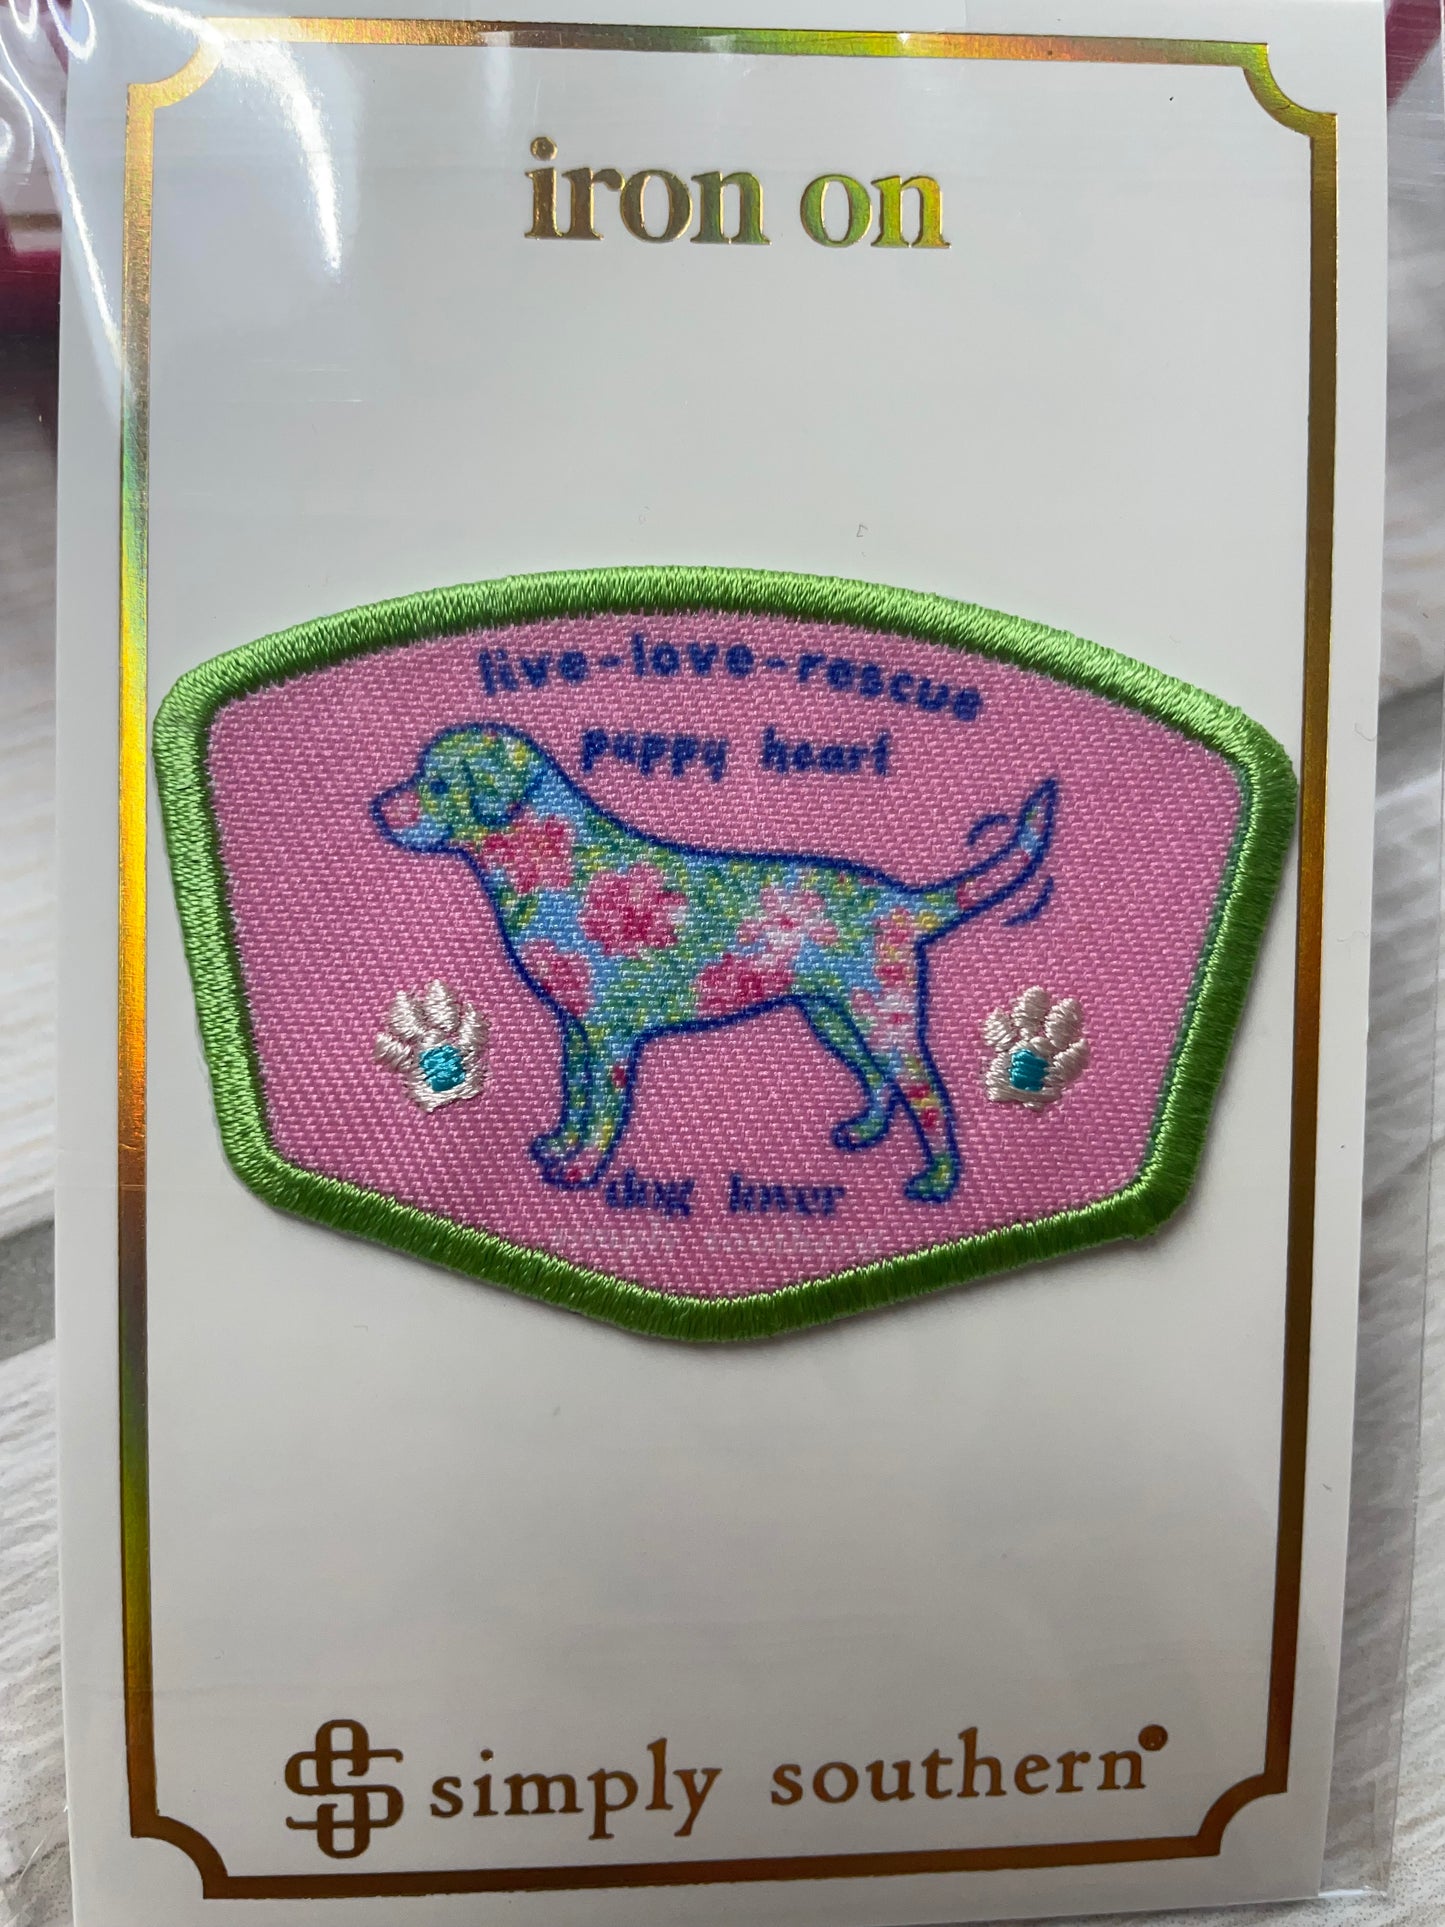 iron on
live-love-rescue
puppy heart
dog lover
simply southern®